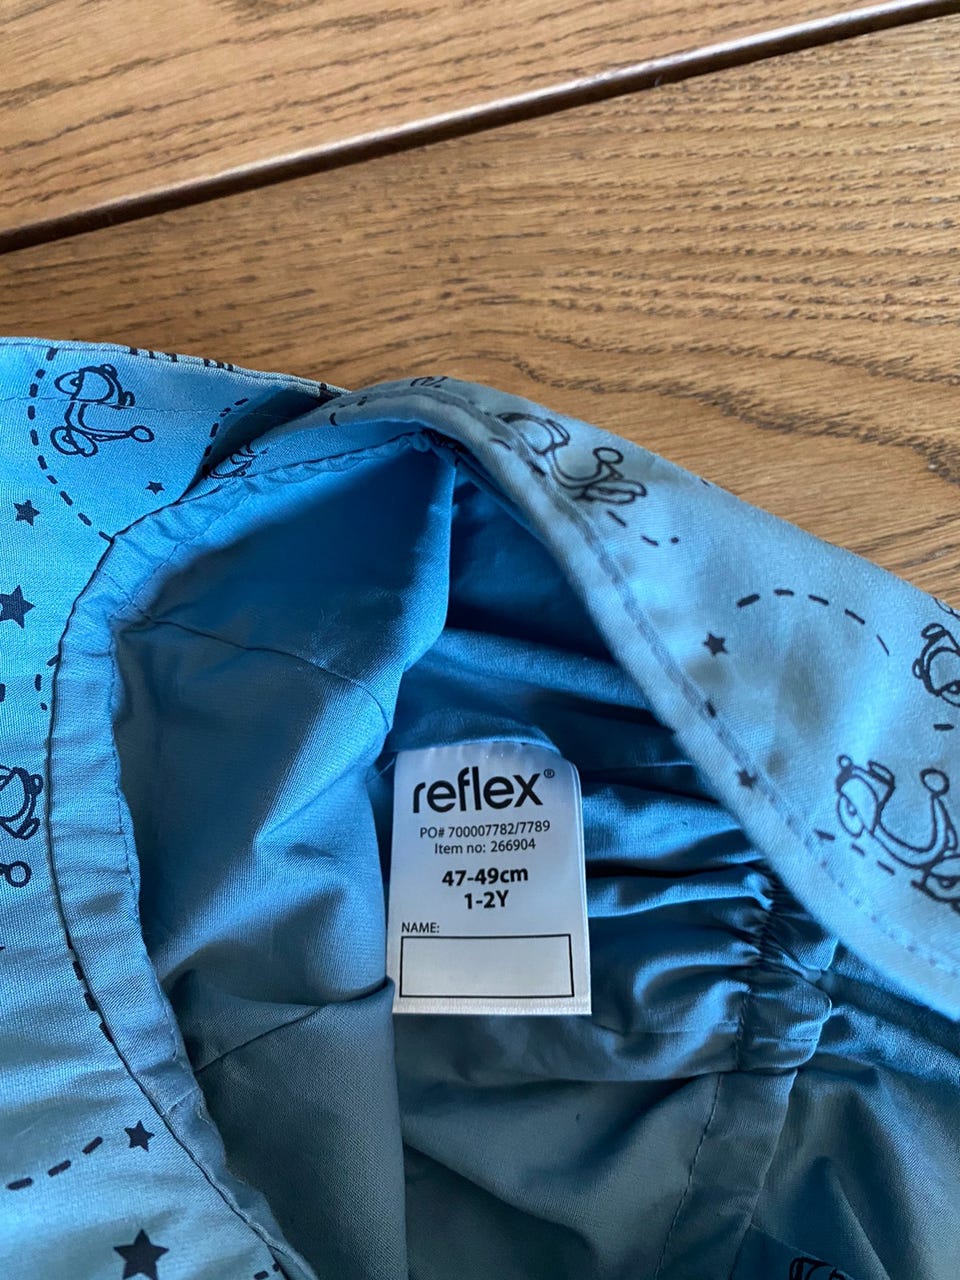 reflex®
PO# 700007782/7789
Item no: 266904
47-49cm
1-2Y
NAME: